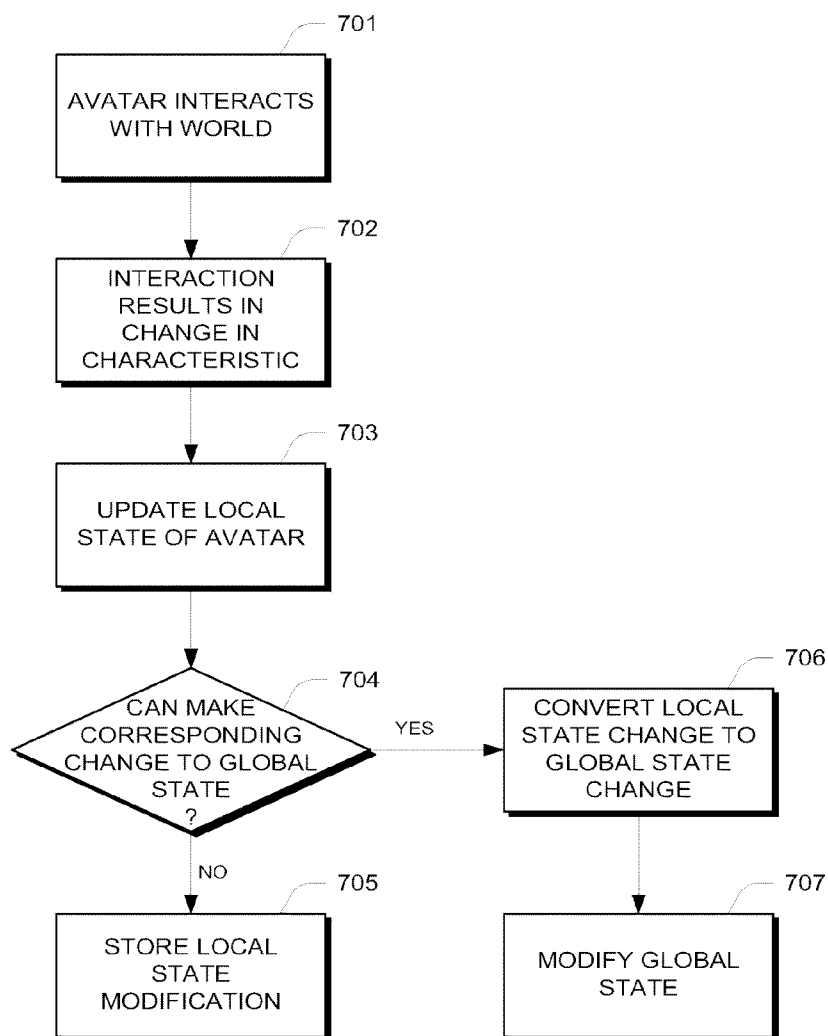 701
AVATAR INTERACTS
WITH WORLD
702
INTERACTION
RESULTS IN
CHANGE IN
CHARACTERISTIC
703
UPDATE LOCAL
STATE OF AVATAR
704
CAN MAKE
CORRESPONDING
CHANGE TO GLOBAL
STATE
?
YES
706
CONVERT LOCAL
STATE CHANGE TO
GLOBAL STATE
CHANGE
NO
705
STORE LOCAL
STATE
MODIFICATION
707
MODIFY GLOBAL
STATE